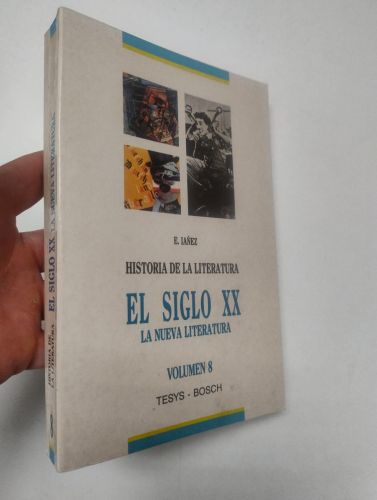 E. IAÑEZ
HISTORIA DE LA LITERATURA
EL SIGLO XX
LA NUEVA LITERATURA
VOLUMEN 8
TESYS - BOSCH
8
HISTORIA DE
LA LITERATURA
EL SIGLO XX LA NUEVA LITERATURA